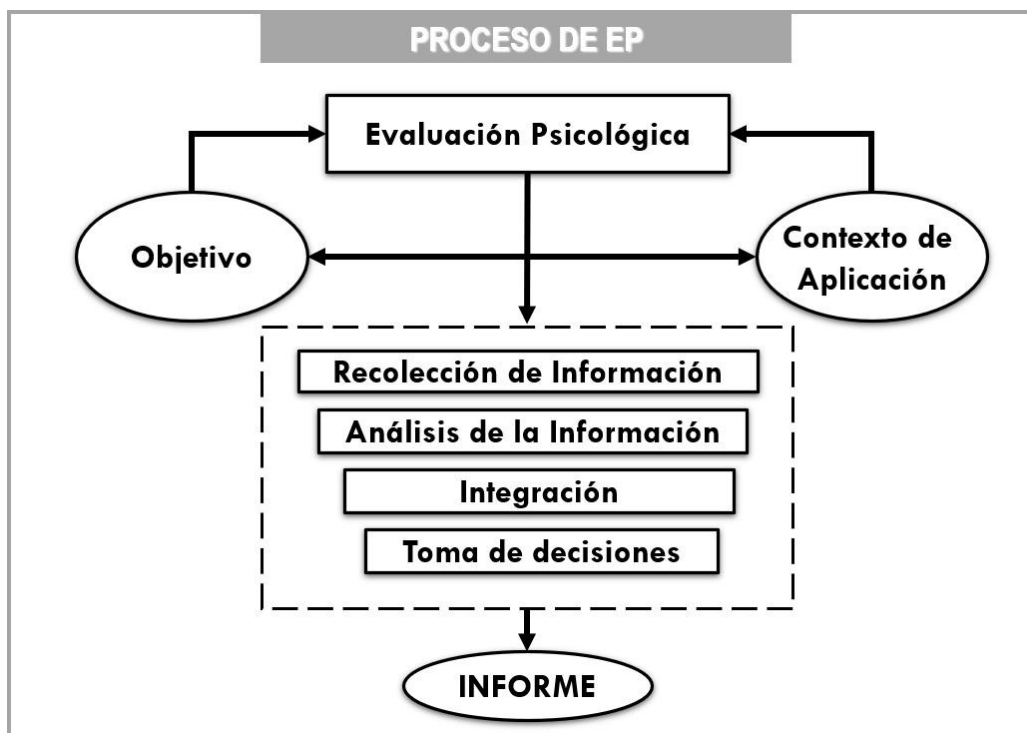 PROCESO DE EP
Evaluación Psicológica
Objetivo
Contexto de
Aplicación
Recolección de Información
Análisis de la Información
Integración
Toma de decisiones
INFORME